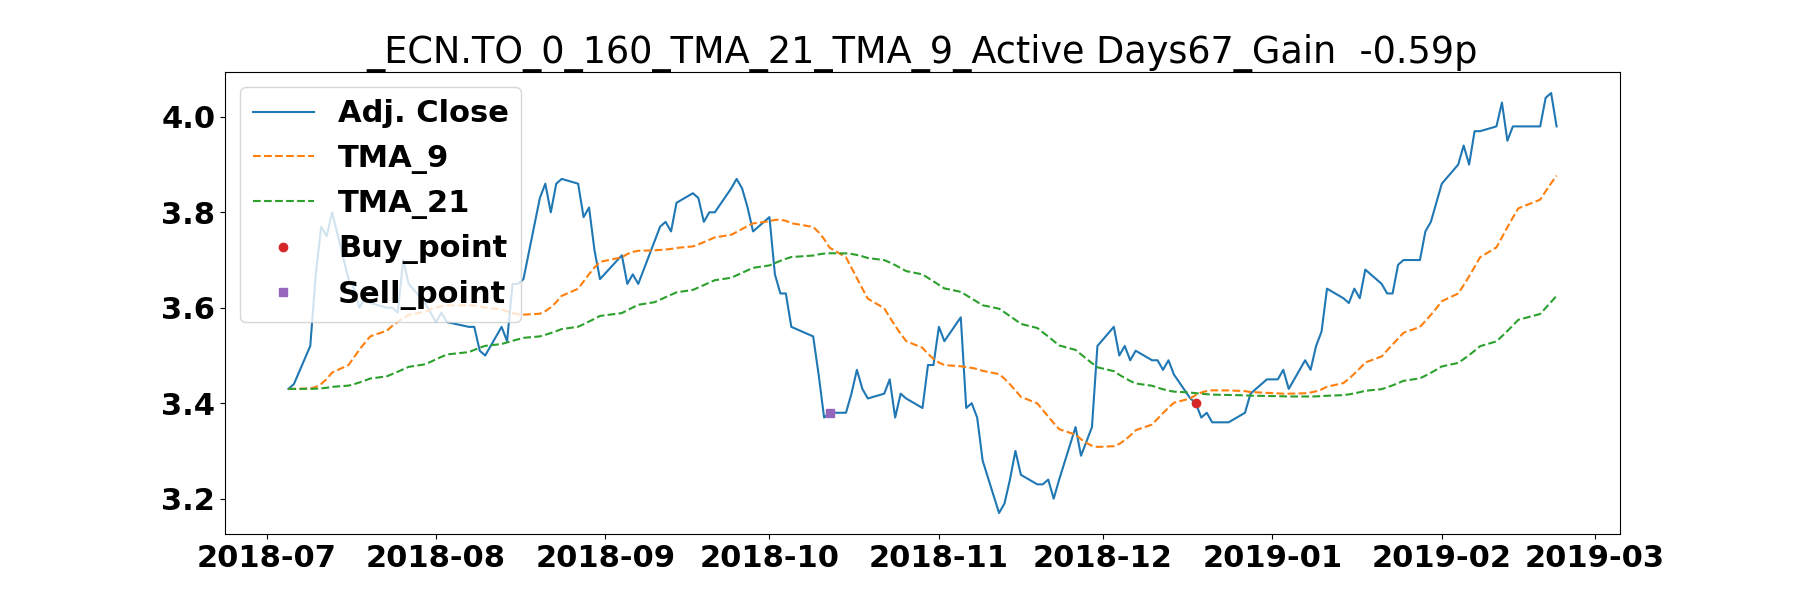 _ECN.TO_0_160_TMA_21_TMA_9_Active Days67_Gain  -0.59p
Adj. Close
TMA_9
TMA_21
Buy_point
Sell_point
4.0
3.8
3.6
3.4
3.2
2018-07 2018-08 2018-09 2018-10 2018-11 2018-12 2019-01 2019-02 2019-03